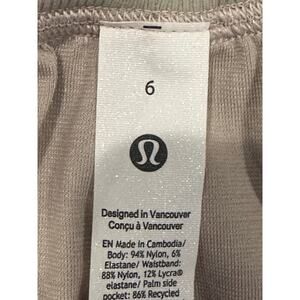 6
Designed in Vancouver
Conçu à Vancouver
EN Made in Cambodia/
Body: 94% Nylon, 6%
Elastane/ Waistband:
88% Nylon, 12% Lycra®
elastane/ Palm side
pocket: 86% Recycled